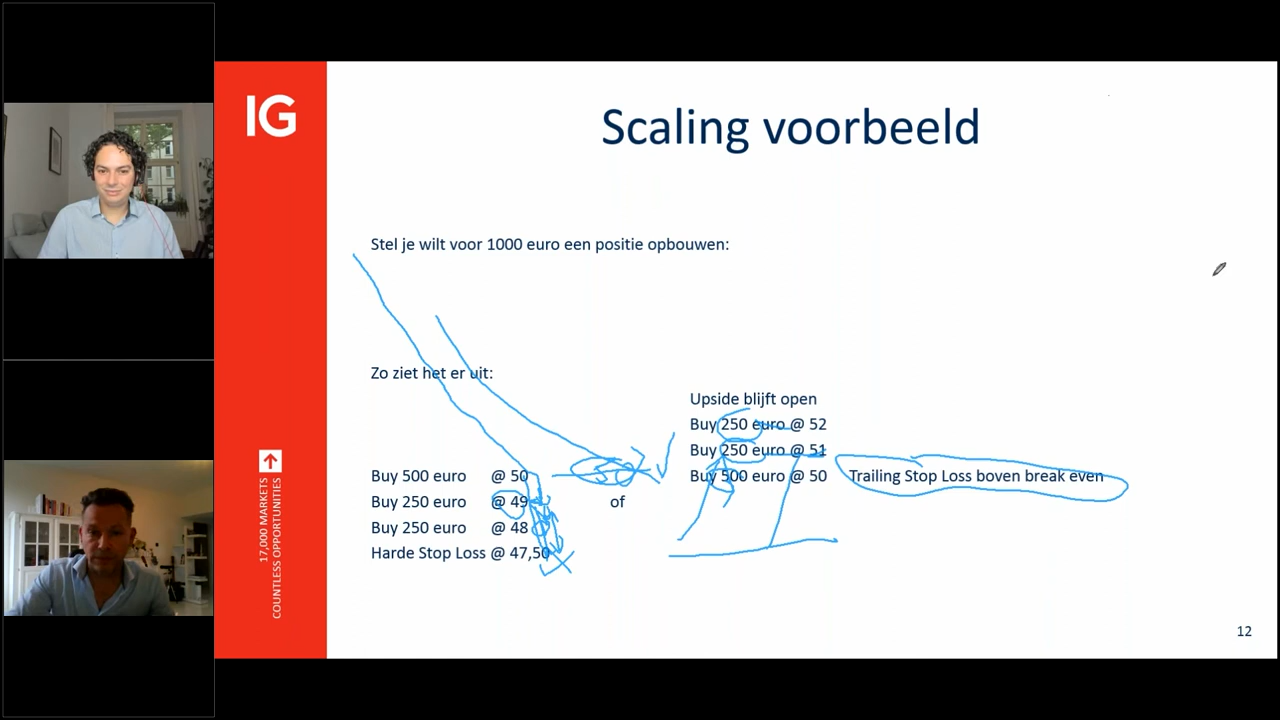 IG
Scaling voorbeeld
Stel je wilt voor 1000 euro een positie opbouwen:
Zo ziet het er uit:
Upside blijft open
Buy 250 euro @ 52
Buy 250 euro @ 51
Buy 500 euro @ 50 Trailing Stop Loss boven break even
Buy 500 euro @ 50
Buy 250 euro @ 49
of
Buy 250 euro @ 48
Harde Stop Loss @ 47,50
17,000 MARKETS
COUNTLESS OPPORTUNITIES
12